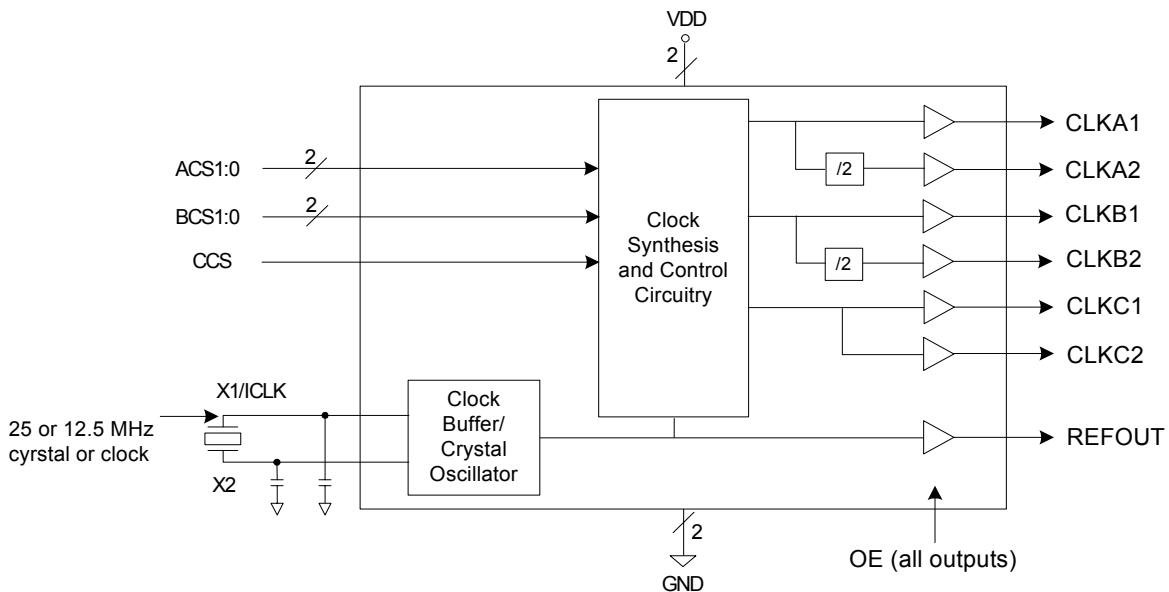 VDD
2
CLKA1
ACS1:0
2
/2
CLKA2
BCS1:0
2
CLKB1
Clock
Synthesis
and Control
Circuitry
CCS
/2
CLKB2
CLKC1
CLKC2
X1/ICLK
25 or 12.5 MHz
cyrstal or clock
X2
Clock
Buffer/
Crystal
Oscillator
REFOUT
2
GND
OE (all outputs)